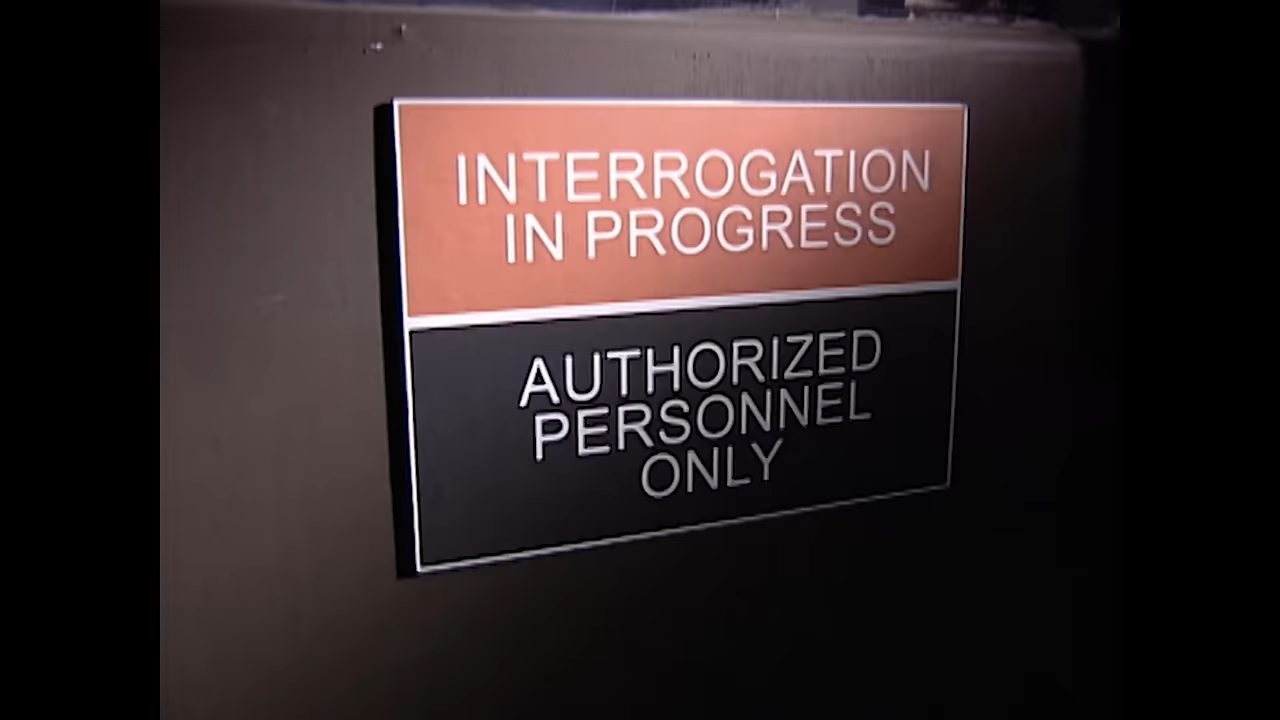 INTERROGATION
IN PROGRESS
AUTHORIZED
PERSONNEL
ONLY